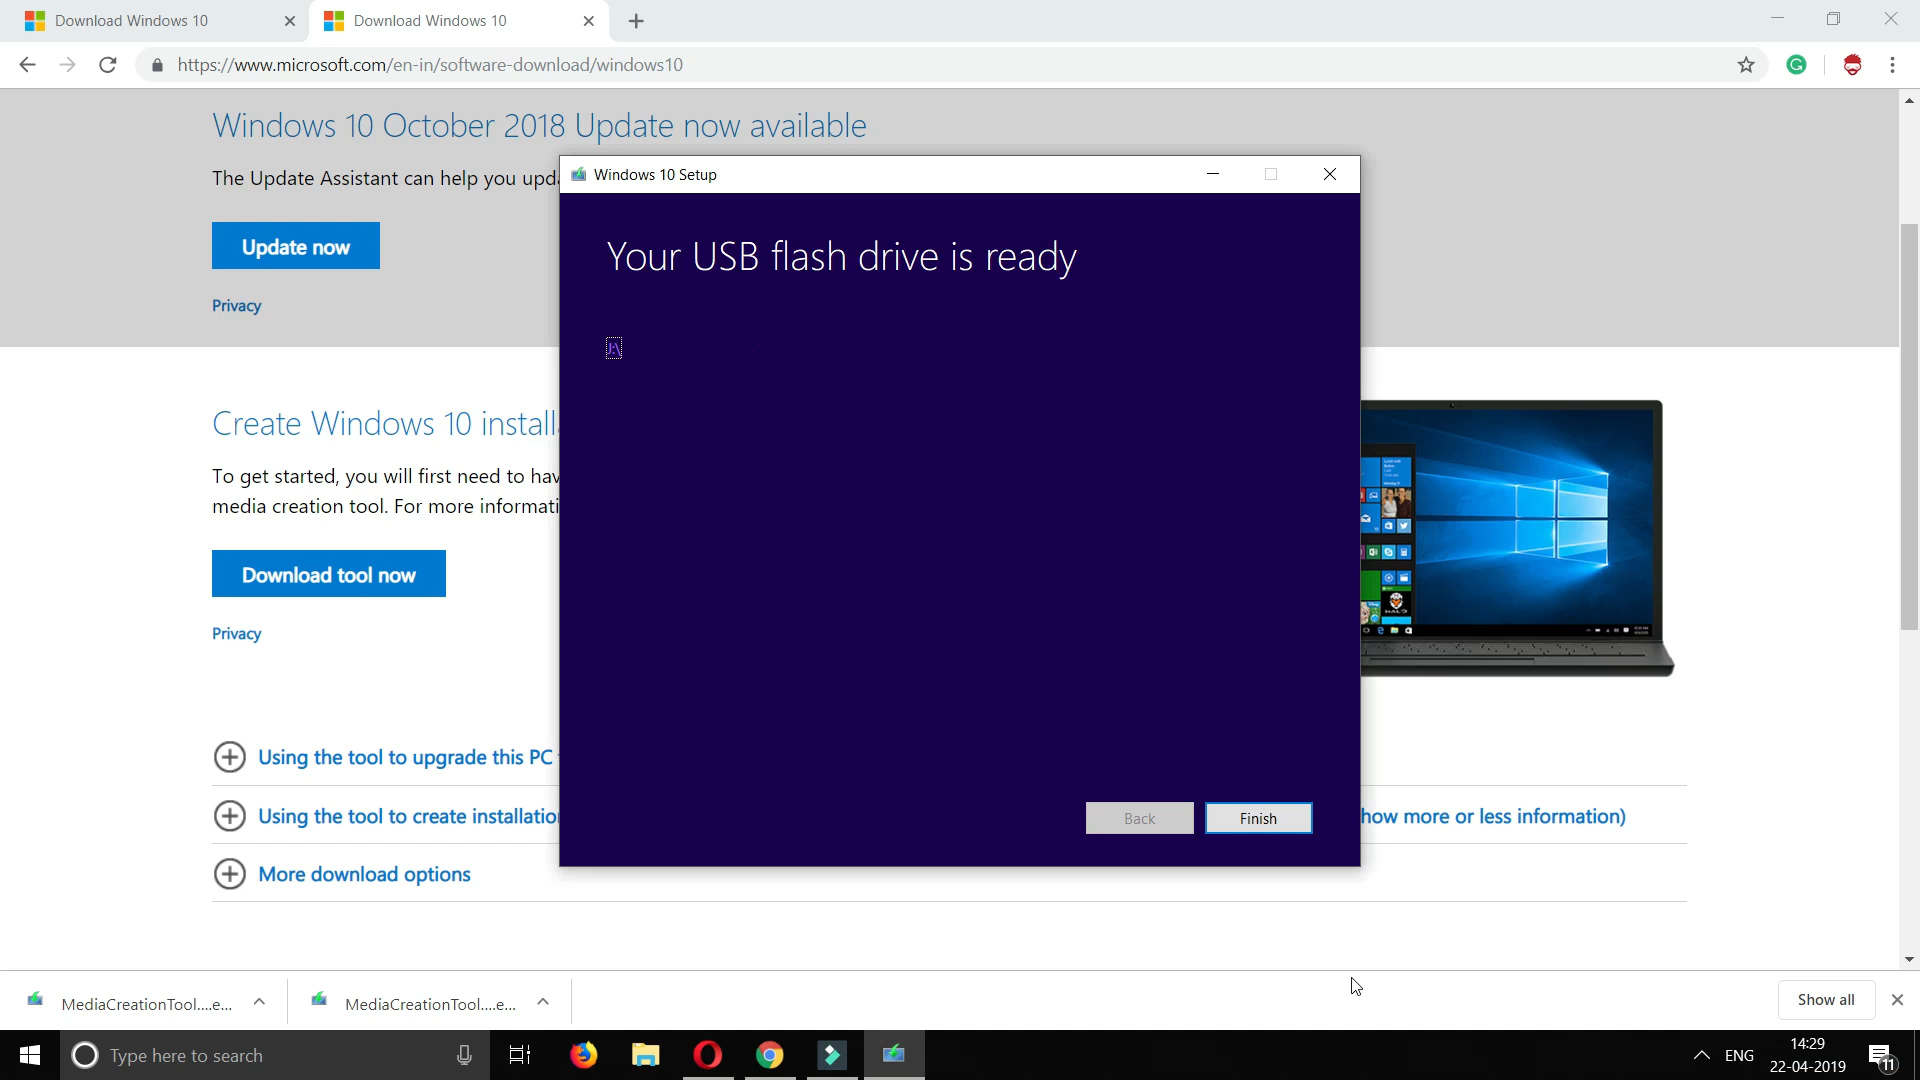 Download Windows 10
Download Windows 10
https://www.microsoft.com/en-in/software-download/windows10
Windows 10 October 2018 Update now available
The Update Assistant can help you upda
Update now
Privacy
Windows 10 Setup
Your USB flash drive is ready
J:\
Back
Finish
Create Windows 10 install
To get started, you will first need to hav
media creation tool. For more informati
Download tool now
Privacy
Using the tool to upgrade this PC
Using the tool to create installatio
how more or less information)
More download options
MediaCreationTool....e...
MediaCreationTool....e...
Show all
Type here to search
ENG
14:29
22-04-2019
11